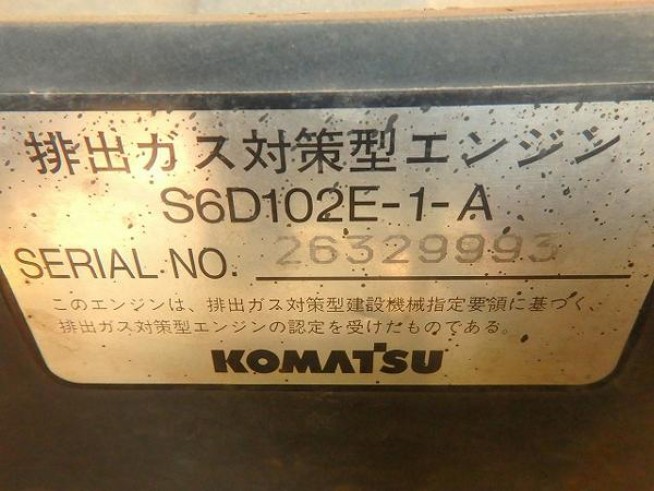 排出ガス対策型エンジン
S6D102E-1-A
SERIAL NO. 26329993
このエンジンは、排出ガス対策型建設機械指定要領に基づく、
排出ガス対策型エンジンの認定を受けたものである。
KOMATSU